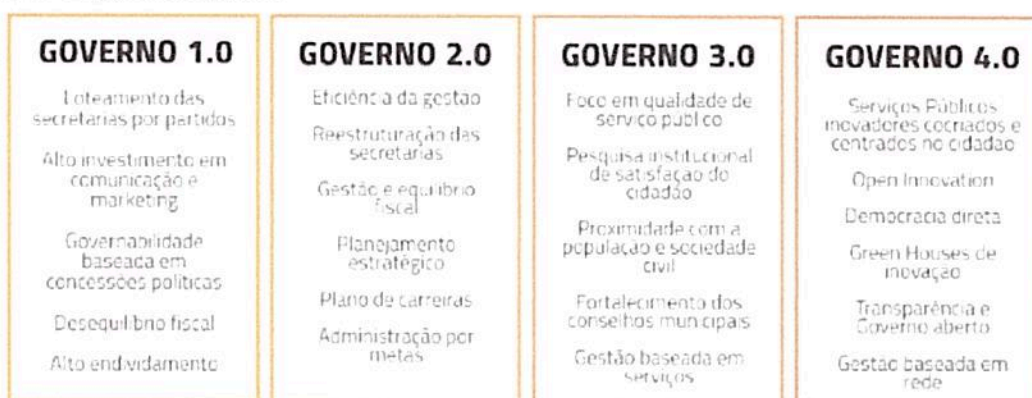 GOVERNO 1.0
Loteamento das
secretarias por partidos
Alto investimento em
comunicação e
marketing
Governabilidade
baseada em
concessões políticas
Desequilíbrio fiscal
Alto endividamento
GOVERNO 2.0
Eficiência da gestão
Reestruturação das
secretarias
Gestão e equilíbrio
fiscal
Planejamento
estratégico
Plano de carreiras
Administração por
metas
GOVERNO 3.0
Foco em qualidade de
serviço público
Pesquisa institucional
de satisfação do
cidadão
Proximidade com a
população e sociedade
civil
Fortalecimento dos
conselhos municipais
Gestão baseada em
serviços
GOVERNO 4.0
Serviços Públicos
inovadores cocriados e
centrados no cidadão
Open Innovation
Democracia direta
Green Houses de
inovação
Transparência e
Governo aberto
Gestão baseada em
rede